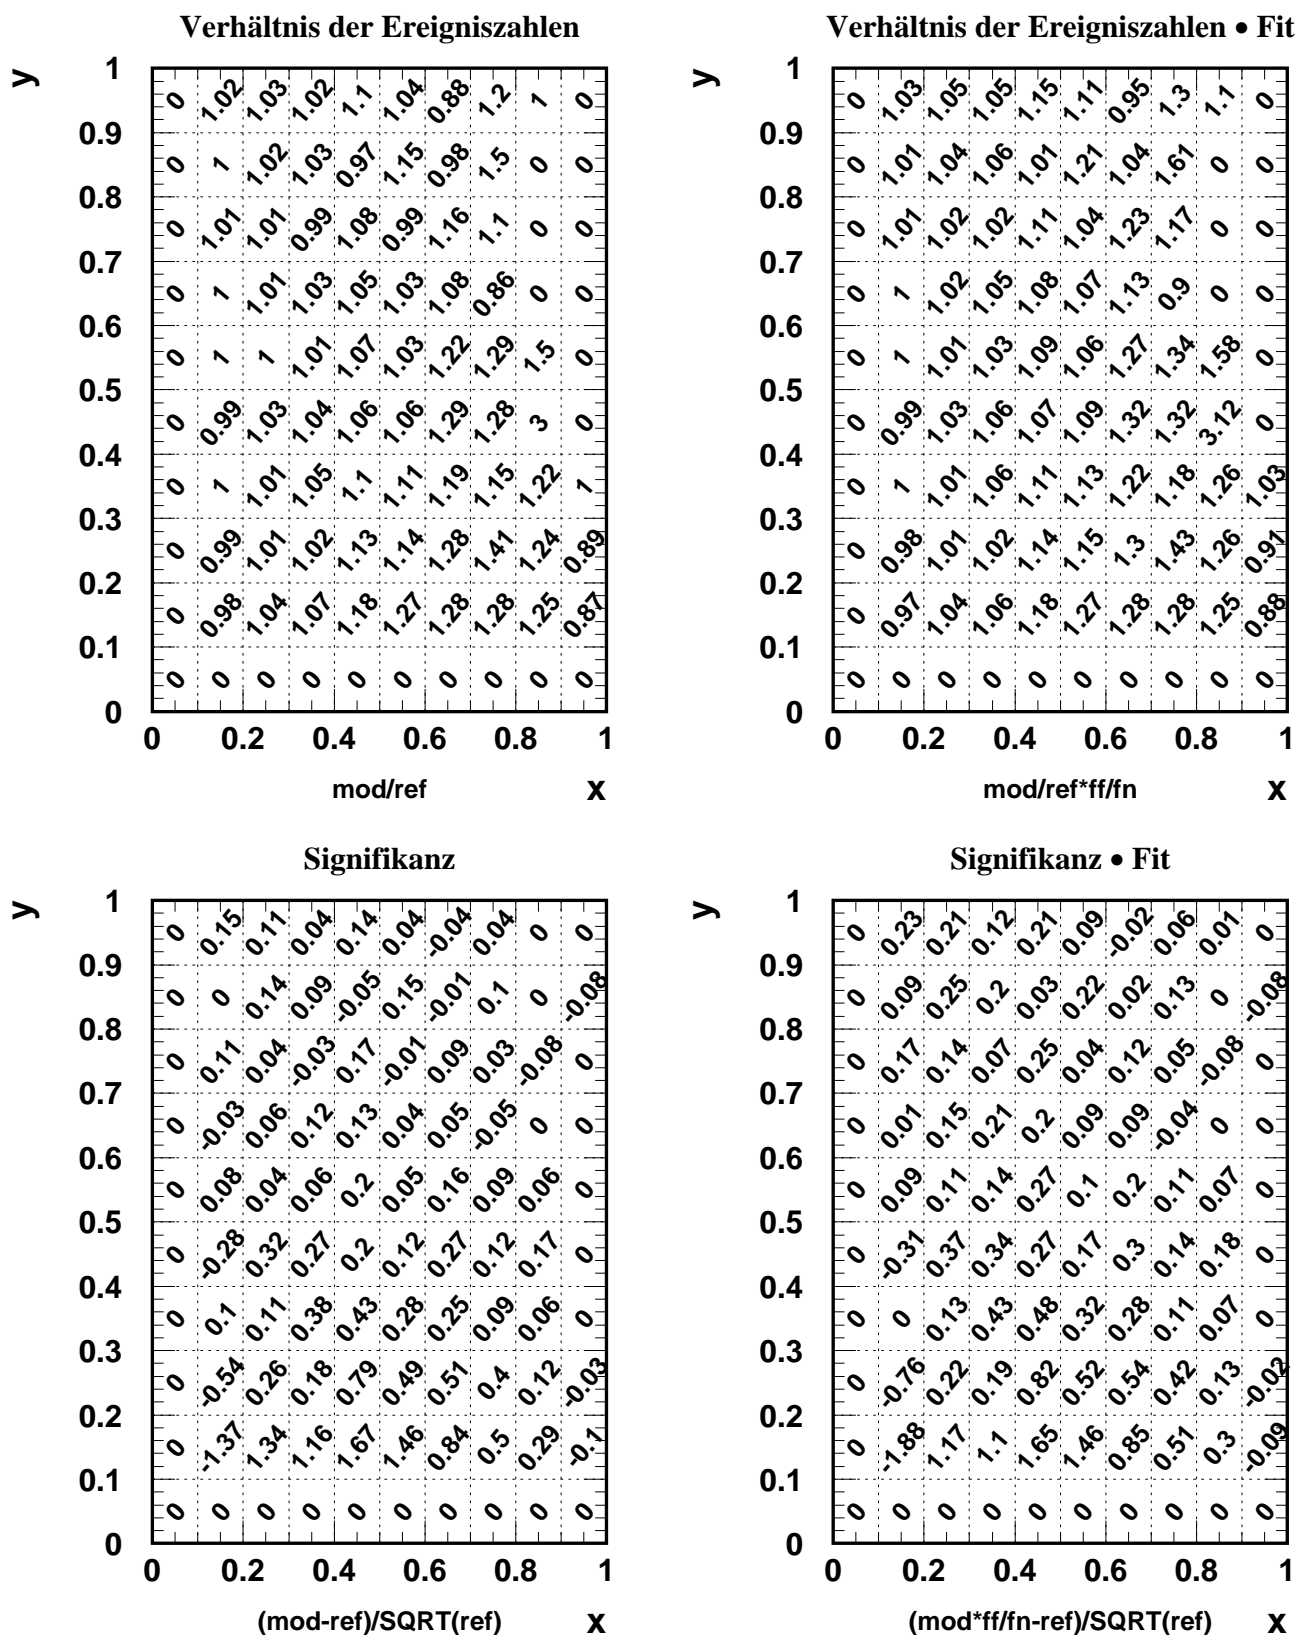 Verhältnis der Ereigniszahlen
y
1 0 1.02 1.03 1.02 1.1 1.04 0.88 1.2 1 0
0.9 0 1 1.02 1.03 0.97 1.15 0.98 1.5 0 0
0.8 0 1.01 1.01 0.99 1.08 0.99 1.16 1.1 0 0
0.7 0 1 1.01 1.03 1.05 1.03 1.08 0.86 0 0
0.6 0 1 1 1.01 1.07 1.03 1.22 1.29 1.5 0
0.5 0 0.99 1.03 1.04 1.06 1.06 1.29 1.28 3 0
0.4 0 1 1.01 1.05 1.1 1.11 1.19 1.15 1.22 1
0.3 0 0.99 1.01 1.02 1.13 1.14 1.28 1.41 1.24 0.89
0.2 0 0.98 1.04 1.07 1.18 1.27 1.28 1.28 1.25 0.87
0.1 0 0 0 0 0 0 0 0 0 0
0
0 0.2 0.4 0.6 0.8 1
mod/ref x
Verhältnis der Ereigniszahlen • Fit
y
1 0 1.03 1.05 1.05 1.15 1.11 0.95 1.3 1.1 0
0.9 0 1.01 1.04 1.06 1.01 1.21 1.04 1.61 0 0
0.8 0 1.01 1.02 1.02 1.11 1.04 1.23 1.17 0 0
0.7 0 1 1.02 1.05 1.08 1.07 1.13 0.9 0 0
0.6 0 1 1.01 1.03 1.09 1.06 1.27 1.34 1.58 0
0.5 0 0.99 1.03 1.06 1.07 1.09 1.32 1.32 3.12 0
0.4 0 1 1.01 1.06 1.11 1.13 1.22 1.18 1.26 1.03
0.3 0 0.98 1.01 1.02 1.14 1.15 1.3 1.43 1.26 0.91
0.2 0 0.97 1.04 1.06 1.18 1.27 1.28 1.28 1.25 0.88
0.1 0 0 0 0 0 0 0 0 0 0
0
0 0.2 0.4 0.6 0.8 1
mod/ref*ff/fn x
Signifikanz
y
1 0 0.15 0.11 0.04 0.14 0.04 -0.04 0.04 0 0
0.9 0 0 0.14 0.09 -0.05 0.15 -0.01 0.1 0 -0.08
0.8 0 0.11 0.04 -0.03 0.17 -0.01 0.09 0.03 -0.08 0
0.7 0 -0.03 0.06 0.12 0.13 0.04 0.05 -0.05 0 0
0.6 0 0.08 0.04 0.06 0.2 0.05 0.16 0.09 0.06 0
0.5 0 -0.28 0.32 0.27 0.2 0.12 0.27 0.12 0.17 0
0.4 0 0.1 0.11 0.38 0.43 0.28 0.25 0.09 0.06 0
0.3 0 -0.54 0.26 0.18 0.79 0.49 0.51 0.4 0.12 -0.03
0.2 0 -1.37 1.34 1.16 1.67 1.46 0.84 0.5 0.29 -0.1
0.1 0 0 0 0 0 0 0 0 0 0
0
0 0.2 0.4 0.6 0.8 1
(mod-ref)/SQRT(ref) x
Signifikanz • Fit
y
1 0 0.23 0.21 0.12 0.21 0.09 -0.02 0.06 0.01 0
0.9 0 0.09 0.25 0.2 0.03 0.22 0.02 0.13 0 -0.08
0.8 0 0.17 0.14 0.07 0.25 0.04 0.12 0.05 -0.08 0
0.7 0 0.01 0.15 0.21 0.2 0.09 0.09 -0.04 0 0
0.6 0 0.09 0.11 0.14 0.27 0.1 0.2 0.11 0.07 0
0.5 0 -0.31 0.37 0.34 0.27 0.17 0.3 0.14 0.18 0
0.4 0 0 0.13 0.43 0.48 0.32 0.28 0.11 0.07 0
0.3 0 -0.76 0.22 0.19 0.82 0.52 0.54 0.42 0.13 -0.02
0.2 0 -1.88 1.17 1.1 1.65 1.46 0.85 0.51 0.3 -0.09
0.1 0 0 0 0 0 0 0 0 0 0
0
0 0.2 0.4 0.6 0.8 1
(mod*ff/fn-ref)/SQRT(ref) x